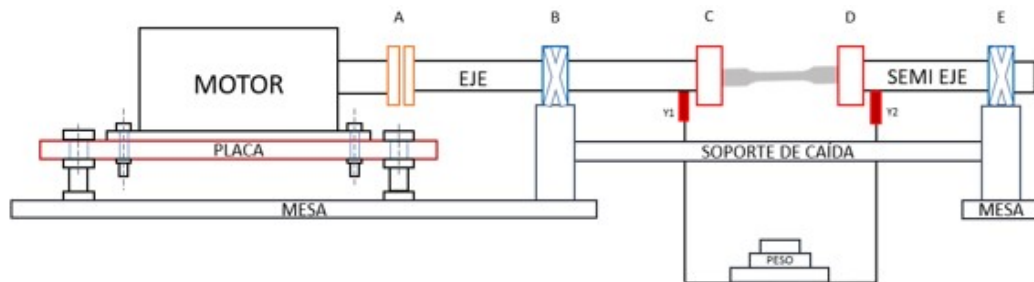 A B C D E
MOTOR
EJE
SEMI EJE
Y1
Y2
PLACA
SOPORTE DE CAÍDA
MESA
MESA
PESO